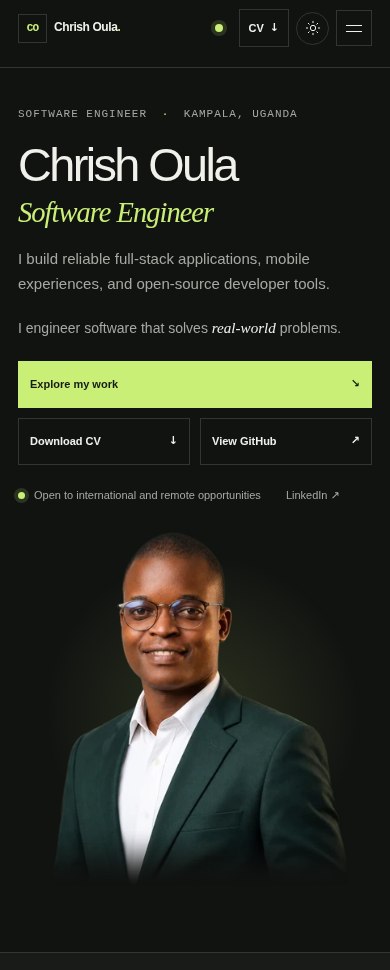 co Chrish Oula. CV ↓
SOFTWARE ENGINEER · KAMPALA, UGANDA
Chrish Oula
Software Engineer
I build reliable full-stack applications, mobile
experiences, and open-source developer tools.
I engineer software that solves real-world problems.
Explore my work ↘
Download CV ↓ View GitHub ↗
Open to international and remote opportunities LinkedIn ↗